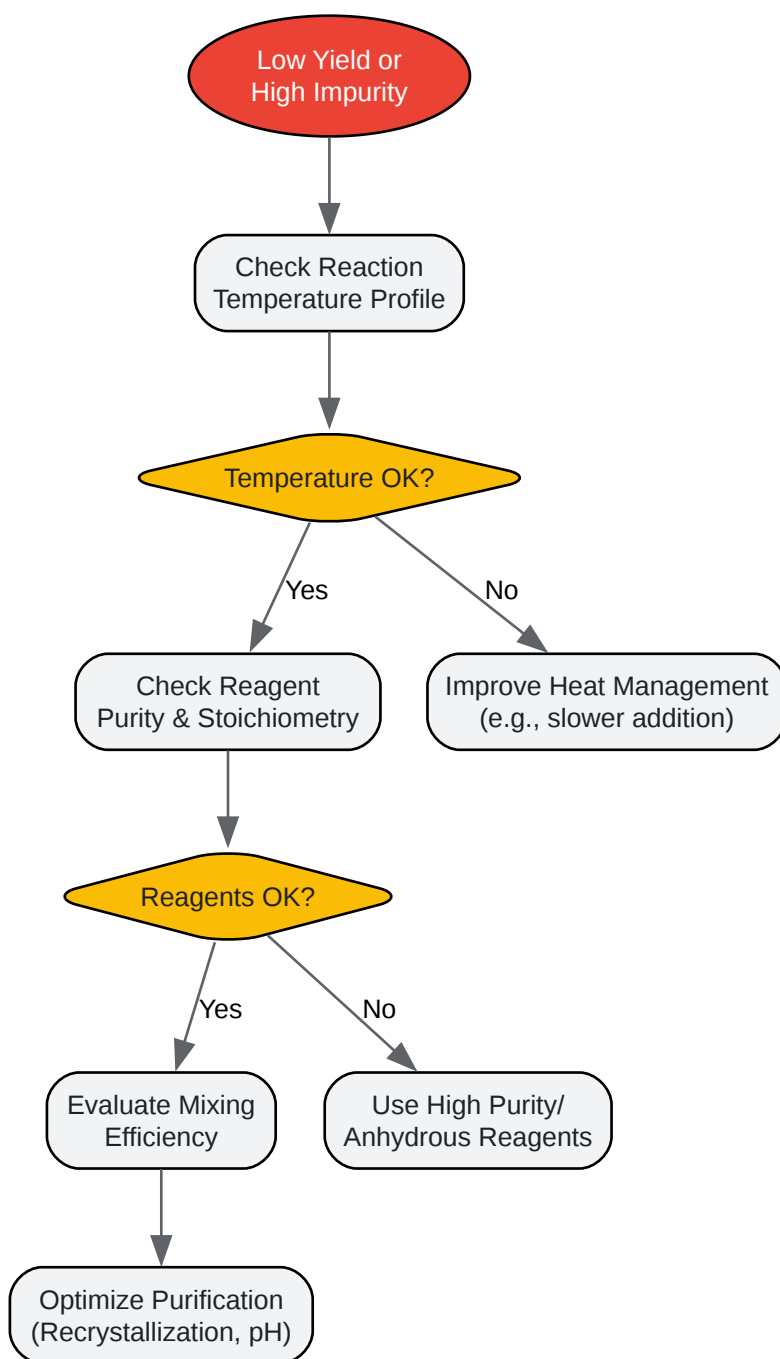 Low Yield or
High Impurity
Check Reaction
Temperature Profile
Temperature OK?
Yes
No
Check Reagent
Purity & Stoichiometry
Improve Heat Management
(e.g., slower addition)
Reagents OK?
Yes
No
Evaluate Mixing
Efficiency
Use High Purity/
Anhydrous Reagents
Optimize Purification
(Recrystallization, pH)